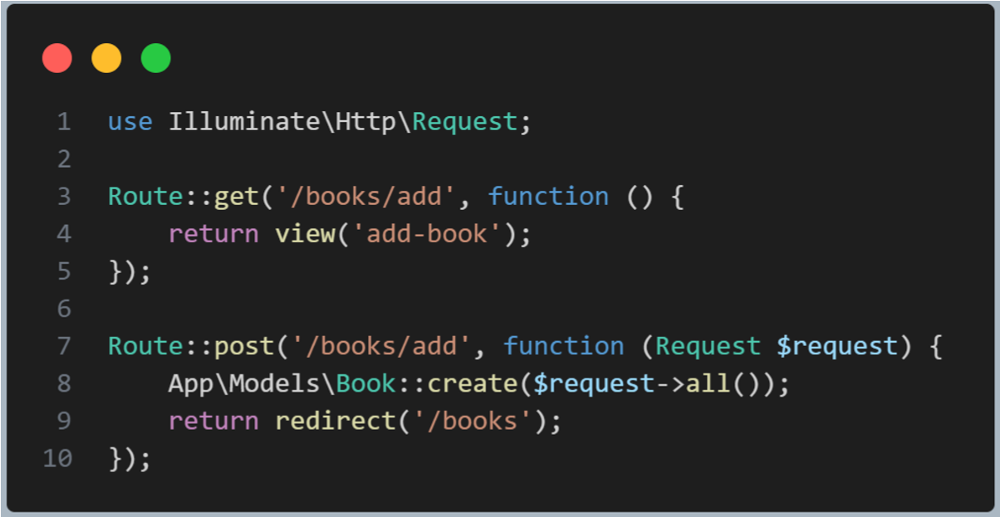 1 use Illuminate\Http\Request;
2
3 Route::get('/books/add', function () {
4     return view('add-book');
5 });
6
7 Route::post('/books/add', function (Request $request) {
8     App\Models\Book::create($request->all());
9     return redirect('/books');
10 });